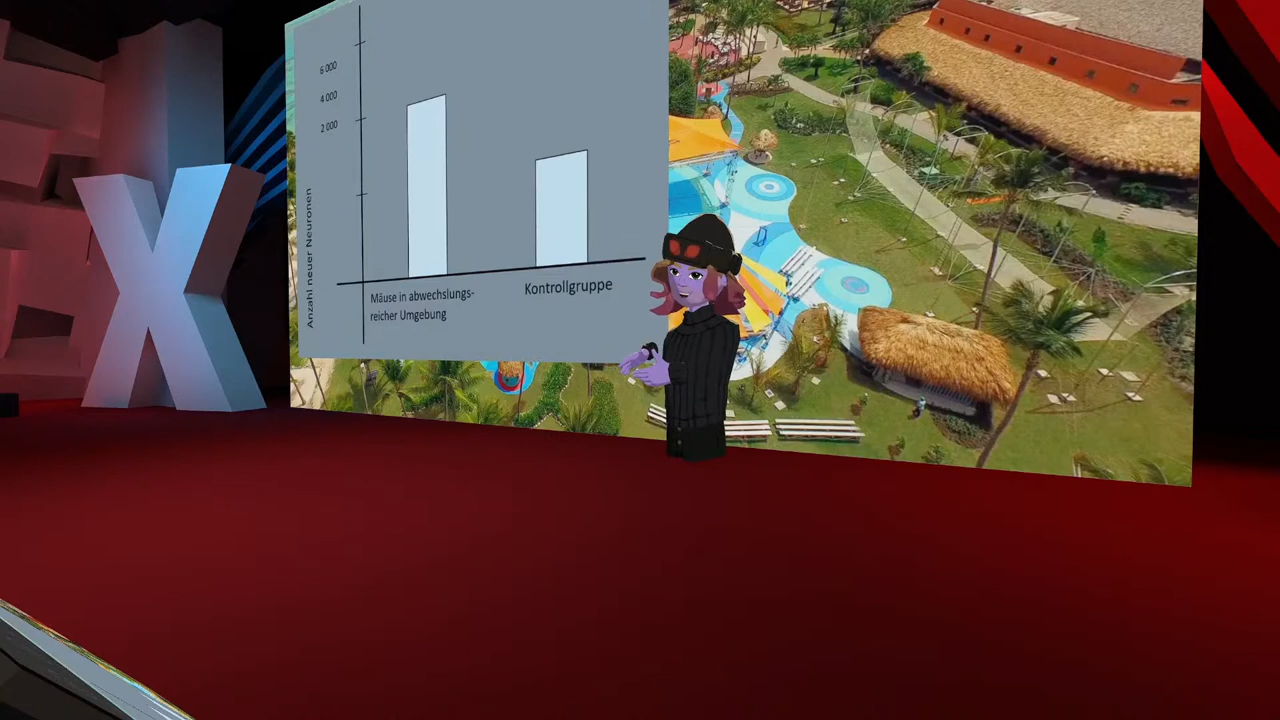 X
6 000
4 000
2 000
Anzahl neuer Neuronen
Mäuse in abwechslungs-
reicher Umgebung
Kontrollgruppe